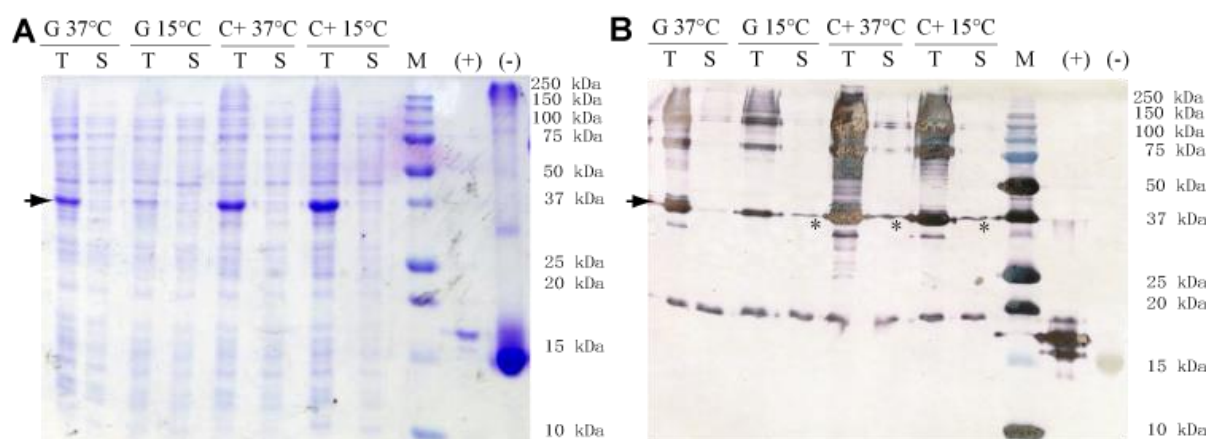 A
G 37°C G 15°C C+ 37°C C+ 15°C
T S T S T S T S M (+) (-)
250 kDa
150 kDa
100 kDa
75 kDa
50 kDa
37 kDa
25 kDa
20 kDa
15 kDa
10 kDa
B
G 37°C G 15°C C+ 37°C C+ 15°C
T S T S T S T S M (+) (-)
250 kDa
150 kDa
100 kDa
75 kDa
50 kDa
37 kDa
* * *
25 kDa
20 kDa
15 kDa
10 kDa